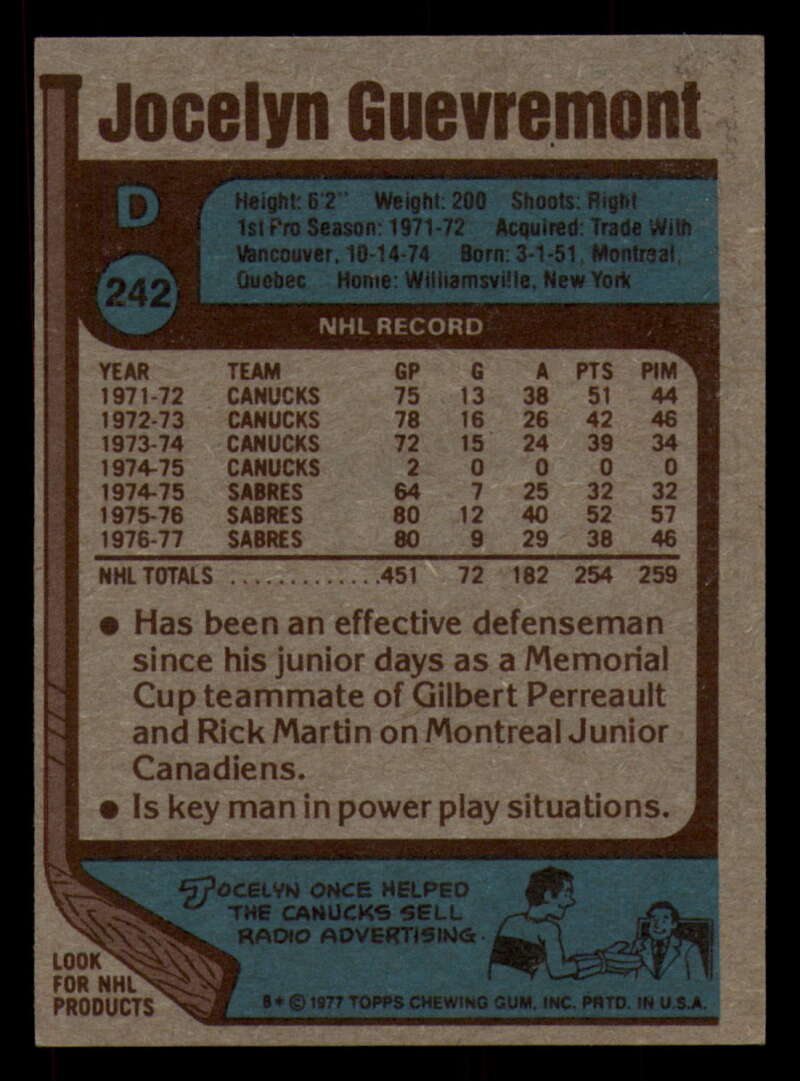 Jocelyn Guevremont
D
242
Height: 6'2" Weight: 200 Shoots: Right
1st Pro Season: 1971-72 Acquired: Trade With
Vancouver, 10-14-74 Born: 3-1-51, Montreal,
Quebec Home: Williamsville, New York
NHL RECORD
YEAR TEAM GP G A PTS PIM
1971-72 CANUCKS 75 13 38 51 44
1972-73 CANUCKS 78 16 26 42 46
1973-74 CANUCKS 72 15 24 39 34
1974-75 CANUCKS 2 0 0 0 0
1974-75 SABRES 64 7 25 32 32
1975-76 SABRES 80 12 40 52 57
1976-77 SABRES 80 9 29 38 46
NHL TOTALS ..............451 72 182 254 259
● Has been an effective defenseman
since his junior days as a Memorial
Cup teammate of Gilbert Perreault
and Rick Martin on Montreal Junior
Canadiens.
● Is key man in power play situations.
JOCELYN ONCE HELPED
THE CANUCKS SELL
RADIO ADVERTISING.
LOOK
FOR NHL
PRODUCTS
B* © 1977 TOPPS CHEWING GUM, INC. PRTD. IN U.S.A.